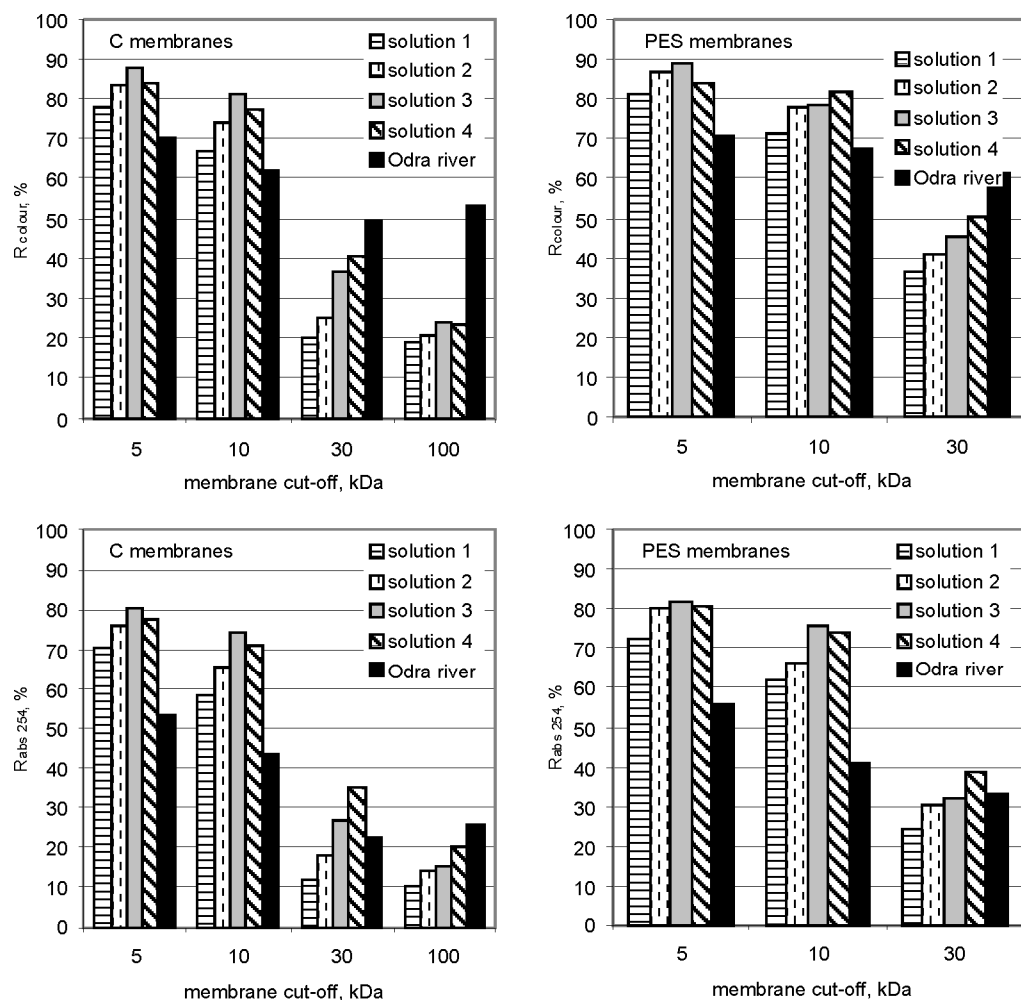 C membranes
solution 1
solution 2
solution 3
solution 4
Odra river
Rcolour, %
100
90
80
70
60
50
40
30
20
10
0
5 10 30 100
membrane cut-off, kDa
PES membranes
solution 1
solution 2
solution 3
solution 4
Odra river
Rcolour, %
100
90
80
70
60
50
40
30
20
10
0
5 10 30
membrane cut-off, kDa
C membranes
solution 1
solution 2
solution 3
solution 4
Odra river
Rabs 254, %
100
90
80
70
60
50
40
30
20
10
0
5 10 30 100
membrane cut-off, kDa
PES membranes
solution 1
solution 2
solution 3
solution 4
Odra river
Rabs 254, %
100
90
80
70
60
50
40
30
20
10
0
5 10 30
membrane cut-off, kDa